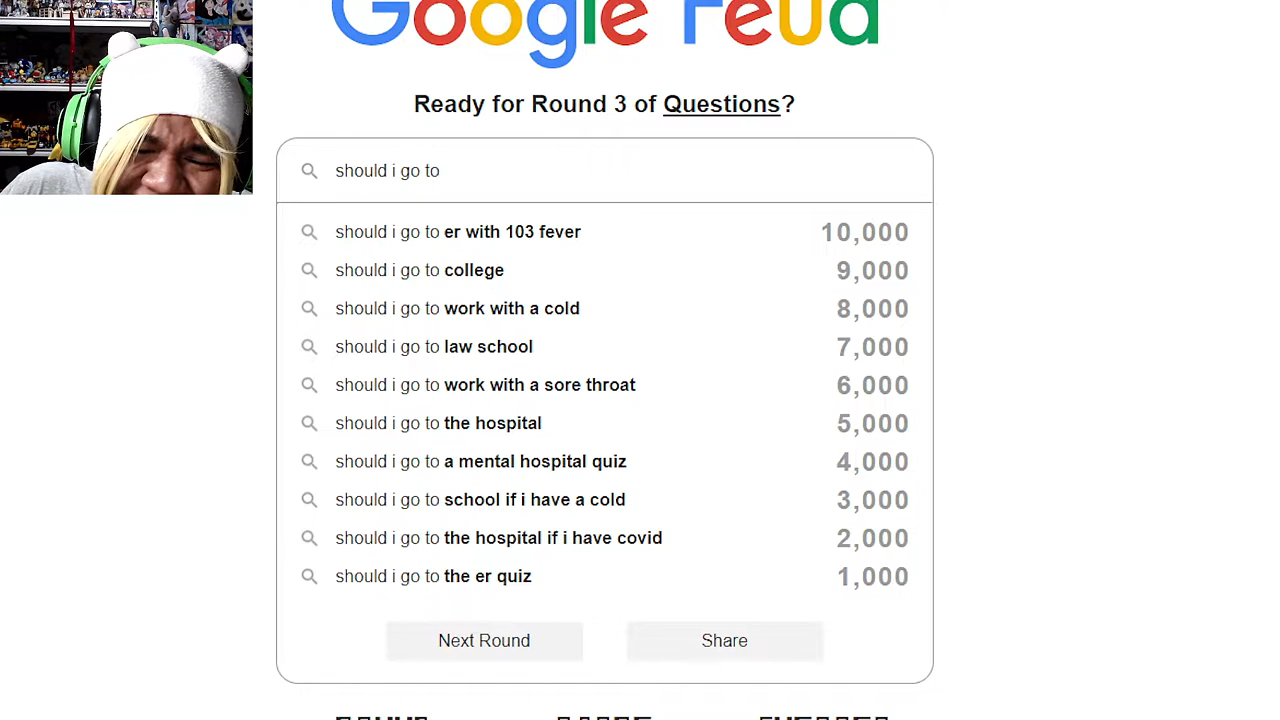 Google Feud
Ready for Round 3 of Questions?
should i go to
should i go to er with 103 fever 10,000
should i go to college 9,000
should i go to work with a cold 8,000
should i go to law school 7,000
should i go to work with a sore throat 6,000
should i go to the hospital 5,000
should i go to a mental hospital quiz 4,000
should i go to school if i have a cold 3,000
should i go to the hospital if i have covid 2,000
should i go to the er quiz 1,000
Next Round Share